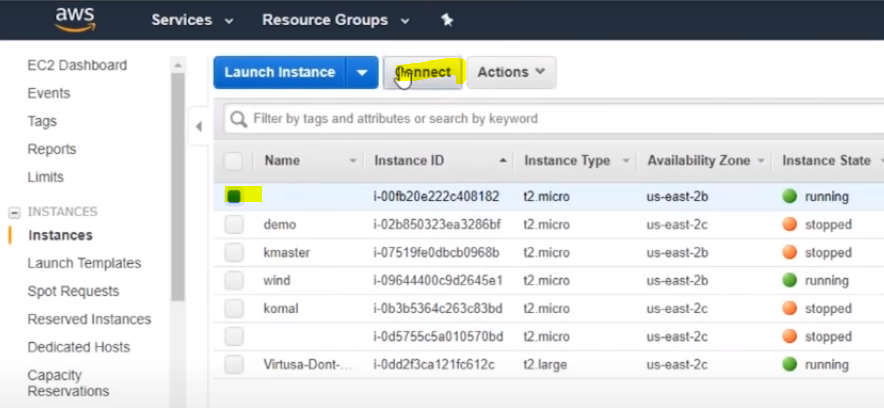 aws Services Resource Groups
EC2 Dashboard
Events
Tags
Reports
Limits
INSTANCES
Instances
Launch Templates
Spot Requests
Reserved Instances
Dedicated Hosts
Capacity
Reservations
Launch Instance Connect Actions
Filter by tags and attributes or search by keyword
Name Instance ID Instance Type Availability Zone Instance State
i-00fb20e222c408182 t2.micro us-east-2b running
demo i-02b850323ea3286bf t2.micro us-east-2c stopped
kmaster i-07519fe0dbcb0968b t2.micro us-east-2c stopped
wind i-09644400c9d2645e1 t2.micro us-east-2b running
komal i-0b3b5364c263c83bd t2.micro us-east-2c stopped
i-0d5755c5a010570bd t2.micro us-east-2c stopped
Virtusa-Dont-... i-0dd2f3ca121fc612c t2.large us-east-2c running